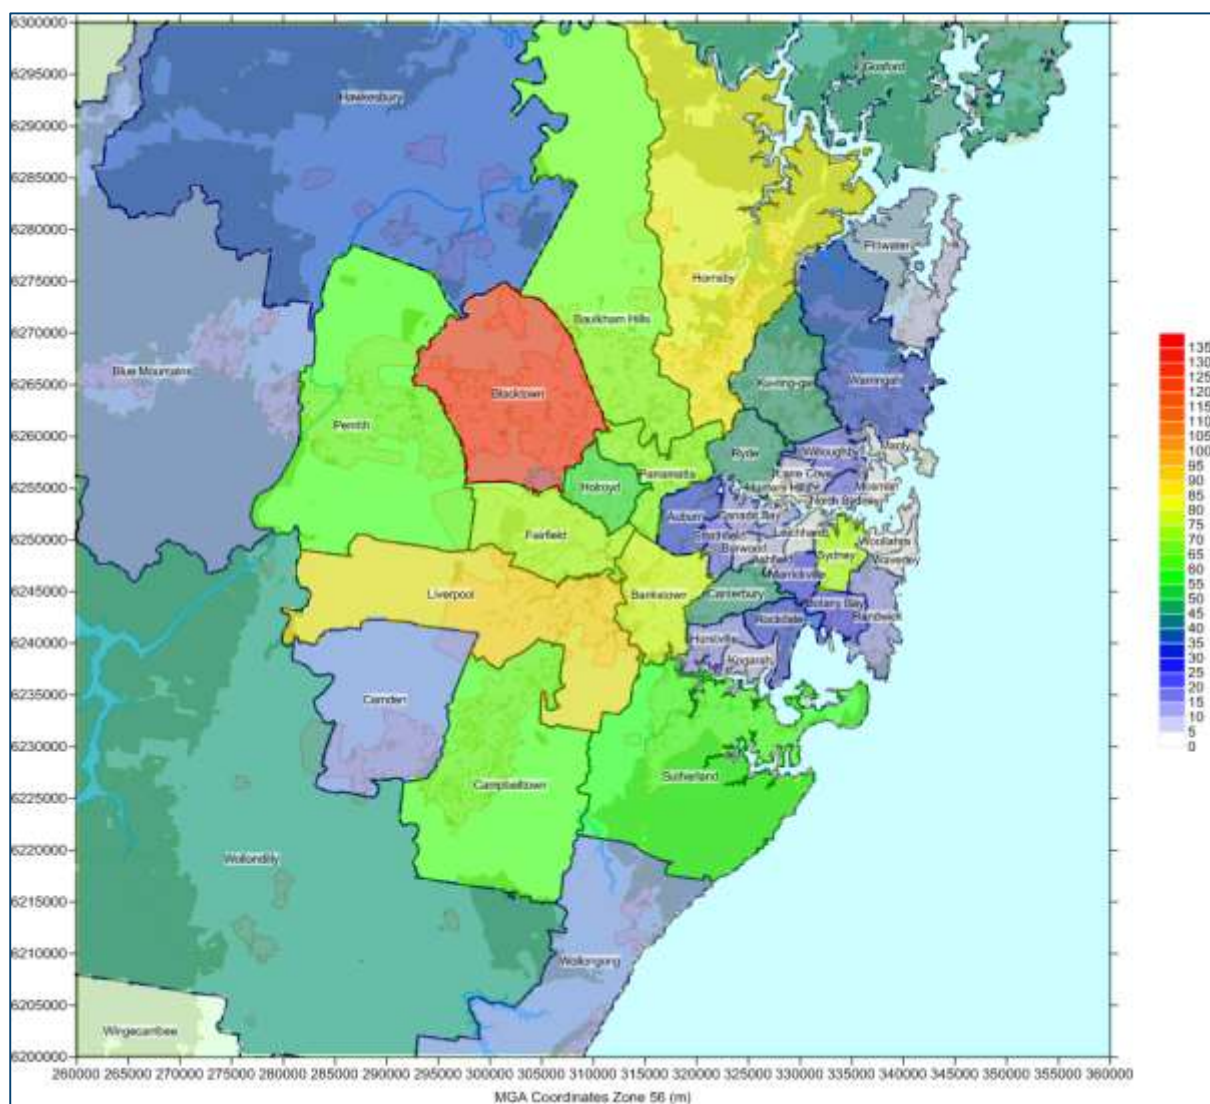 6300000
6295000
6290000
6285000
6280000
6275000
6270000
6265000
6260000
6255000
6250000
6245000
6240000
6235000
6230000
6225000
6220000
6215000
6210000
6205000
6200000
Gosford
Hawkesbury
Pittwater
Hornsby
Baulkham Hills
Blue Mountains
Ku-ring-gai
Warringah
Blacktown
Penrith
Manly
Ryde
Willoughby
Parramatta
Lane Cove
Holroyd
Hunters Hill
Mosman
North Sydney
Auburn
Canada Bay
Fairfield
Strathfield
Leichhardt
Woollahra
Burwood
Sydney
Ashfield
Waverley
Marrickville
Liverpool
Bankstown
Canterbury
Botany Bay
Rockdale
Randwick
Hurstville
Kogarah
Camden
Sutherland
Campbelltown
Wollondilly
Wollongong
Wingecarribee
135
130
125
120
115
110
105
100
95
90
85
80
75
70
65
60
55
50
45
40
35
30
25
20
15
10
5
0
260000 265000 270000 275000 280000 285000 290000 295000 300000 305000 310000 315000 320000 325000 330000 335000 340000 345000 350000 355000 360000
MGA Coordinates Zone 56 (m)